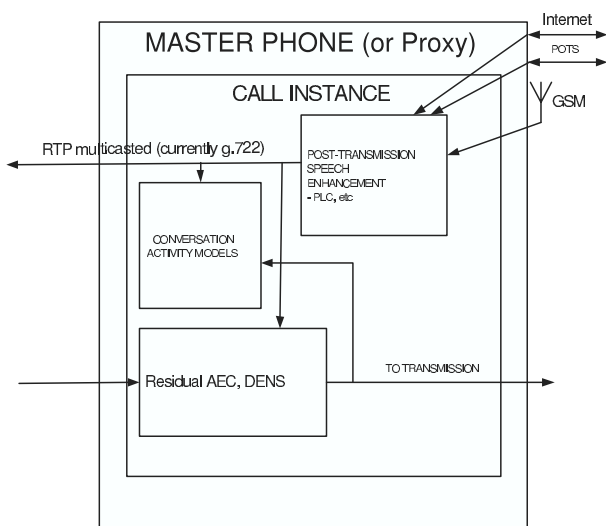 Internet
MASTER PHONE (or Proxy)
POTS
CALL INSTANCE
GSM
RTP multicasted (currently g.722)
POST-TRANSMISSION
SPEECH
ENHANCEMENT
- PLC, etc
CONVERSATION
ACTIVITY MODELS
TO TRANSMISSION
Residual AEC, DENS